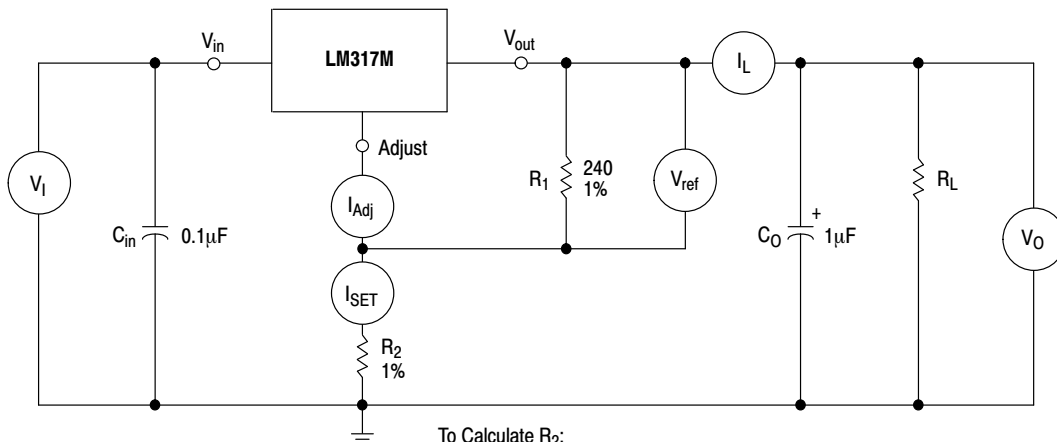 V_in
LM317M
V_out
I_L
Adjust
V_I
R_1
240
1%
V_ref
R_L
I_Adj
C_in
0.1μF
C_O
+
1μF
V_O
I_SET
R_2
1%
To Calculate R_2: